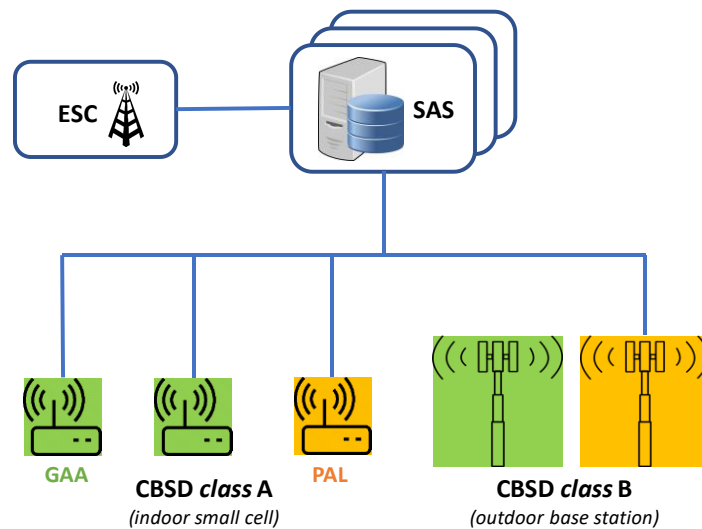 ESC
SAS
GAA
PAL
CBSD class A
(indoor small cell)
CBSD class B
(outdoor base station)